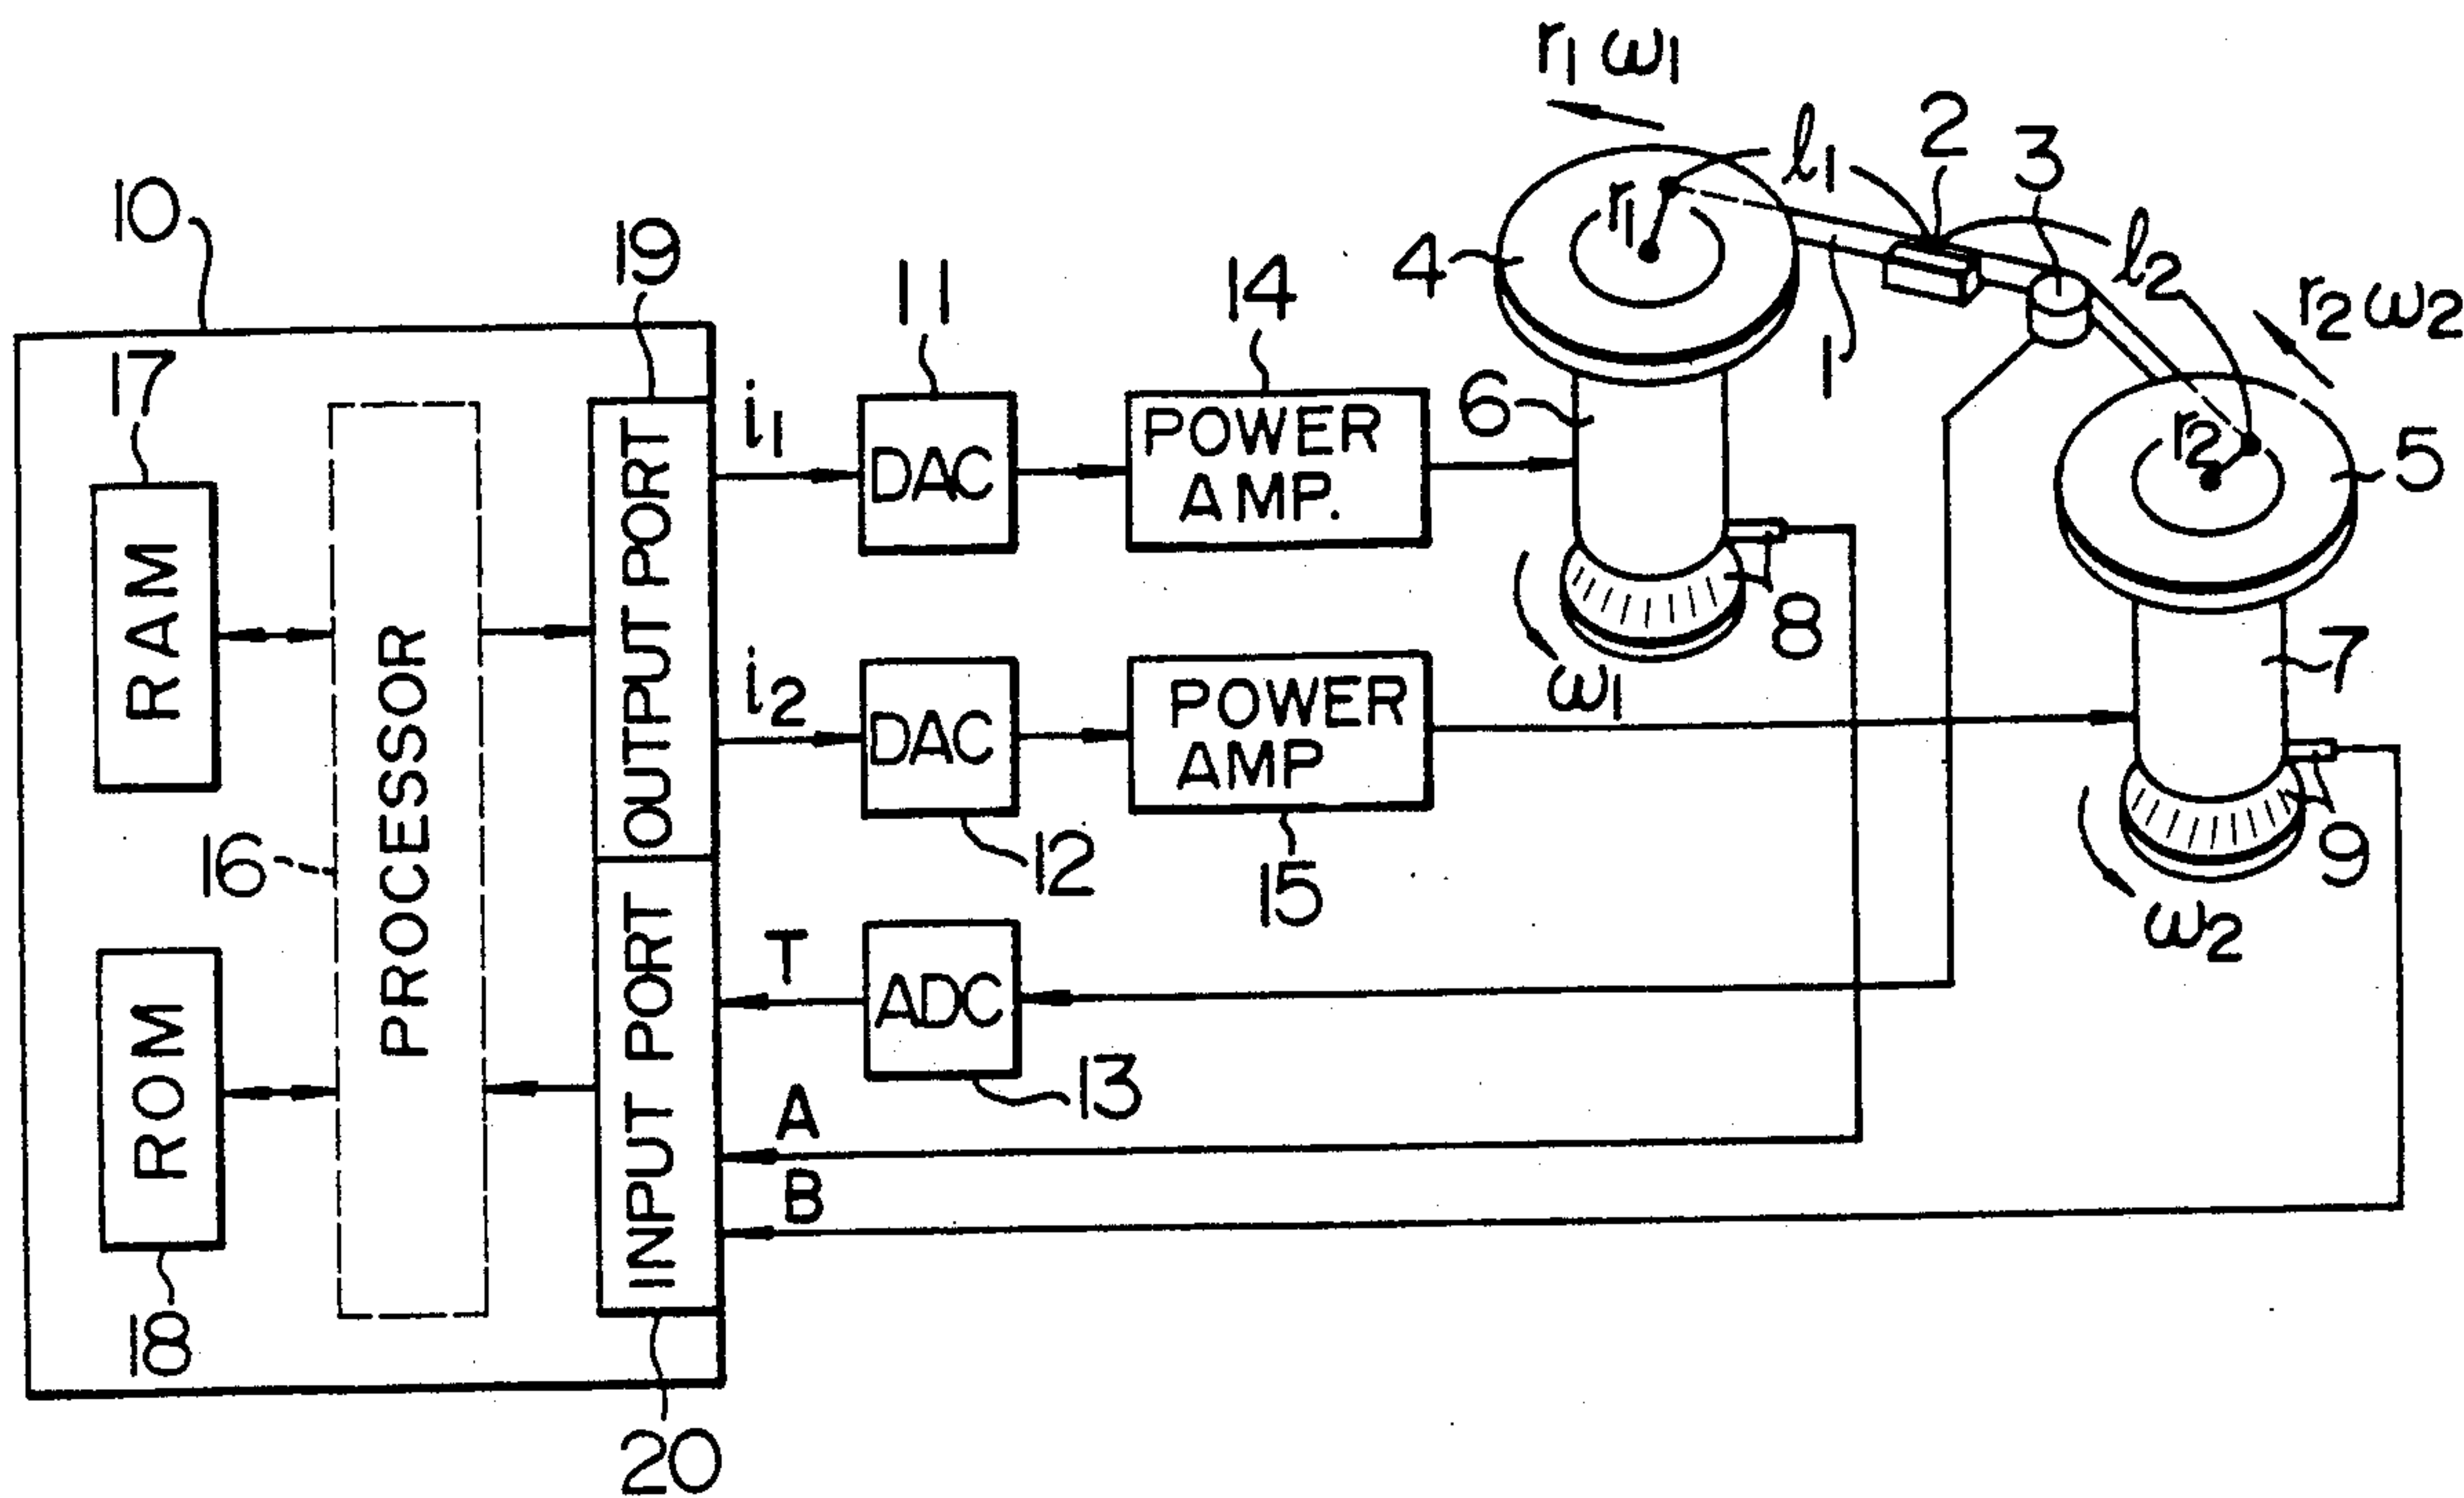 r1 ω1
l1
2
3
10
19
11
14
4
r1
l2
r2 ω2
17
i1
1
6
DAC
POWER
AMP.
r2
5
RAM
PROCESSOR
OUTPUT PORT
8
ω1
7
i2
DAC
POWER
AMP
16
12
15
9
ω2
T
ADC
ROM
INPUT PORT
13
A
B
18
20